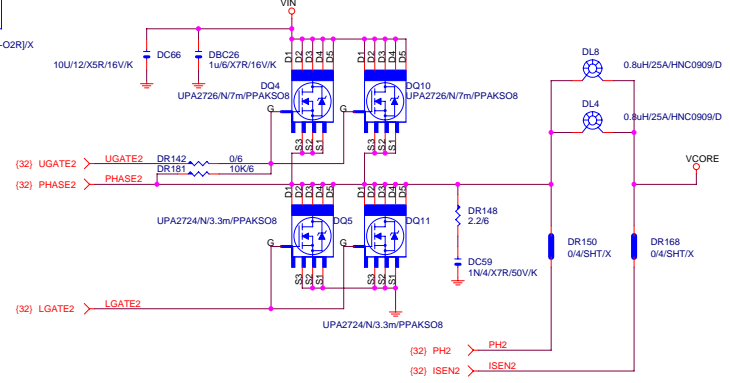 VIN
-O2R]/X
DC66
10U/12/X5R/16V/K
DBC26
1u/6/X7R/16V/K
D1 D2 D3 D4 D5
D1 D2 D3 D4 D5
DL8
0.8uH/25A/HNC0909/D
DQ4
UPA2726/N/7m/PPAKSO8
DQ10
UPA2726/N/7m/PPAKSO8
G
G
S3 S2 S1
S3 S2 S1
DL4
0.8uH/25A/HNC0909/D
{32} UGATE2
UGATE2
DR142
0/6
DR181
10K/6
{32} PHASE2
PHASE2
VCORE
D1 D2 D3 D4 D5
D1 D2 D3 D4 D5
UPA2724/N/3.3m/PPAKSO8
DQ5
DQ11
DR148
2.2/6
G
G
S3 S2 S1
S3 S2 S1
DR150
0/4/SHT/X
DR168
0/4/SHT/X
DC59
1N/4/X7R/50V/K
{32} LGATE2
LGATE2
UPA2724/N/3.3m/PPAKSO8
{32} PH2
PH2
{32} ISEN2
ISEN2